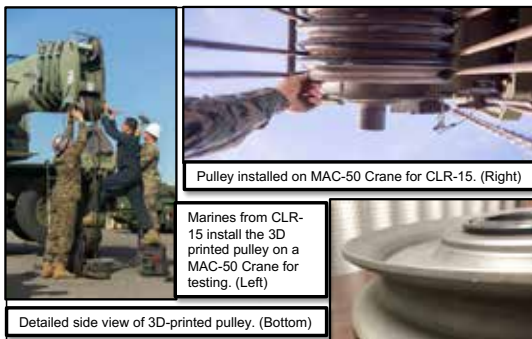 Pulley installed on MAC-50 Crane for CLR-15. (Right)
Marines from CLR-
15 install the 3D
printed pulley on a
MAC-50 Crane for
testing. (Left)
Detailed side view of 3D-printed pulley. (Bottom)